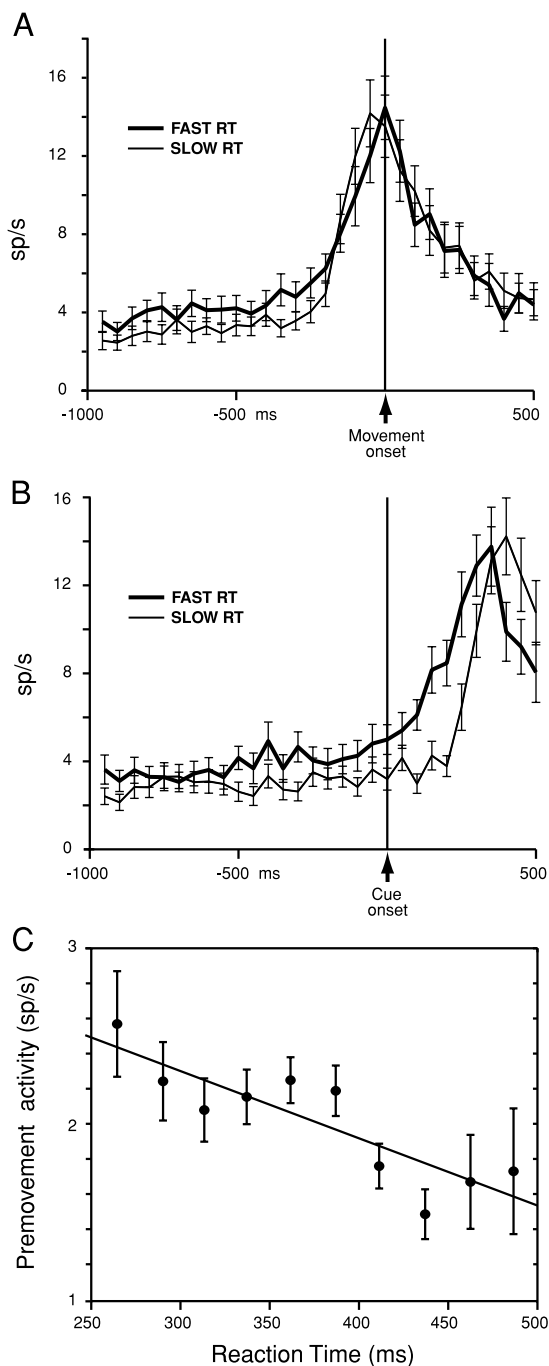 A
16
12
8
4
0
sp/s
FAST RT
SLOW RT
-1000
-500 ms
500
Movement
onset
B
16
12
8
4
0
sp/s
FAST RT
SLOW RT
-1000
-500 ms
500
Cue
onset
C
3
2
1
Premovement activity (sp/s)
250
300
350
400
450
500
Reaction Time (ms)